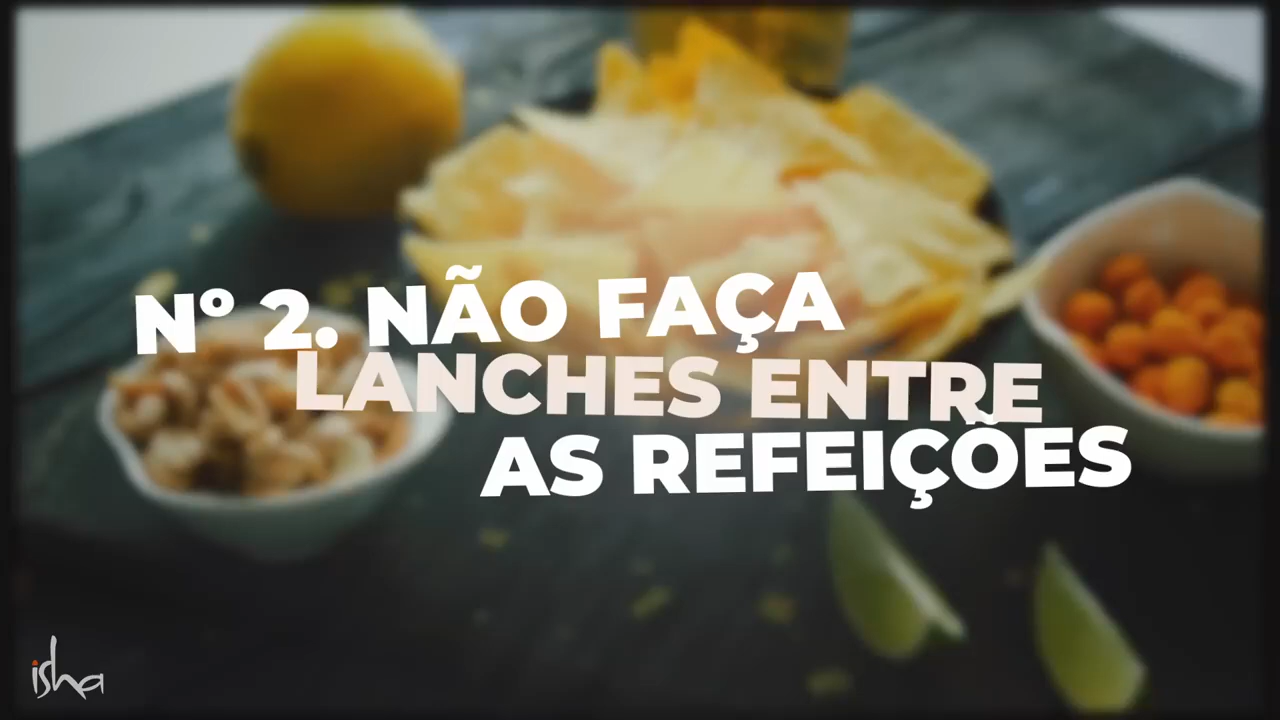 Nº 2. NÃO FAÇA
LANCHES ENTRE
AS REFEIÇÕES
isha